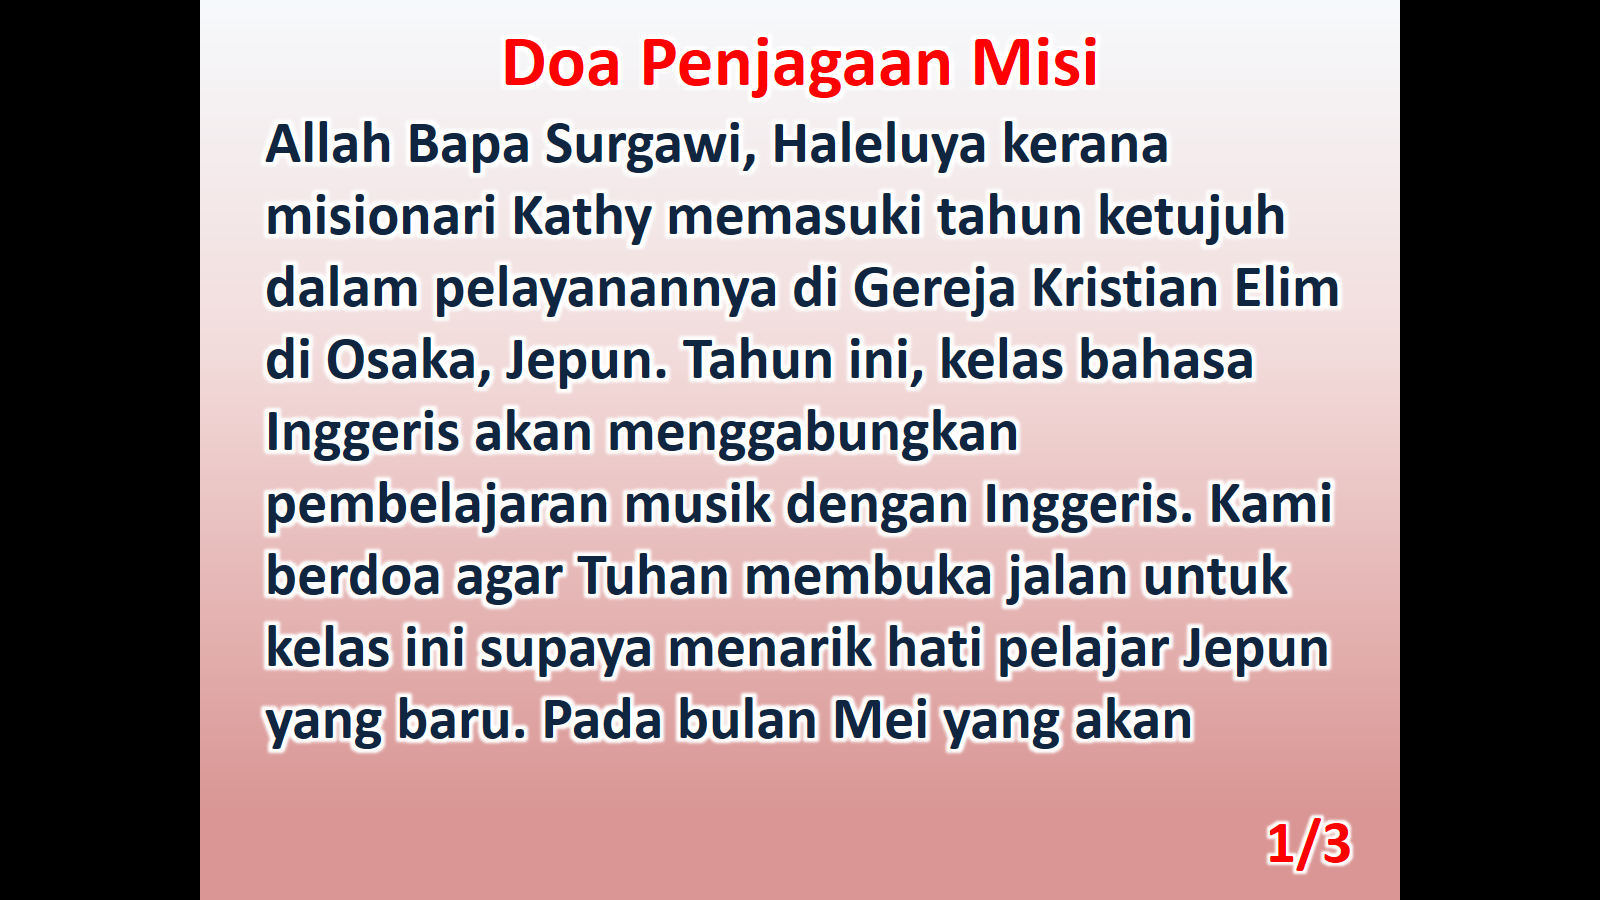 Doa Penjagaan Misi
Allah Bapa Surgawi, Haleluya kerana
misionari Kathy memasuki tahun ketujuh
dalam pelayanannya di Gereja Kristian Elim
di Osaka, Jepun. Tahun ini, kelas bahasa
Inggeris akan menggabungkan
pembelajaran musik dengan Inggeris. Kami
berdoa agar Tuhan membuka jalan untuk
kelas ini supaya menarik hati pelajar Jepun
yang baru. Pada bulan Mei yang akan
1/3